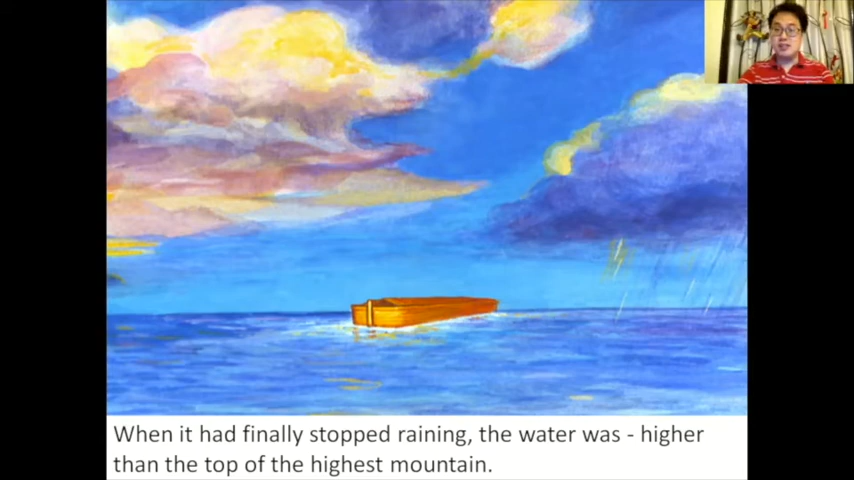 When it had finally stopped raining, the water was - higher
than the top of the highest mountain.